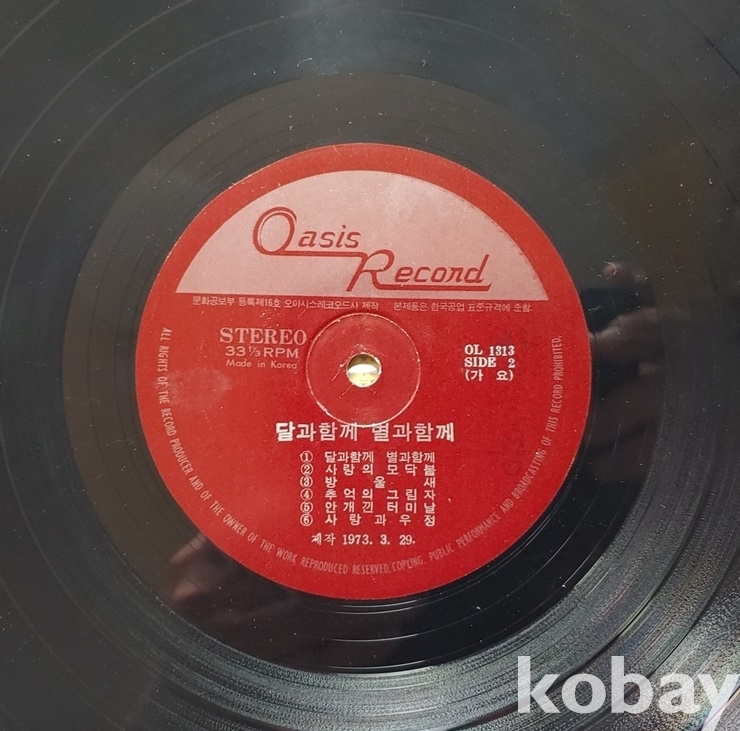 Oasis
Record
문화공보부 등록제16호 오아시스레코오드사 제작 본제품은 한국공업 표준규격에 준함.
STEREO
33 1/3 RPM
Made in Korea
OL 1313
SIDE 2
(가요)
달과함께 별과함께
① 달과함께 별과함께
② 사랑의 모닥불
③ 방울새
④ 추억의 그림자
⑤ 안개낀 터미날
⑥ 사랑과우정
제작 1973. 3. 29.
ALL RIGHTS OF THE RECORD PRODUCER AND OF THE OWNER OF THE WORK REPRODUCED RESERVED, COPYING, PUBLIC PERFORMANCE AND BROADCASTING OF THIS RECORD PROHIBITED.
kobay